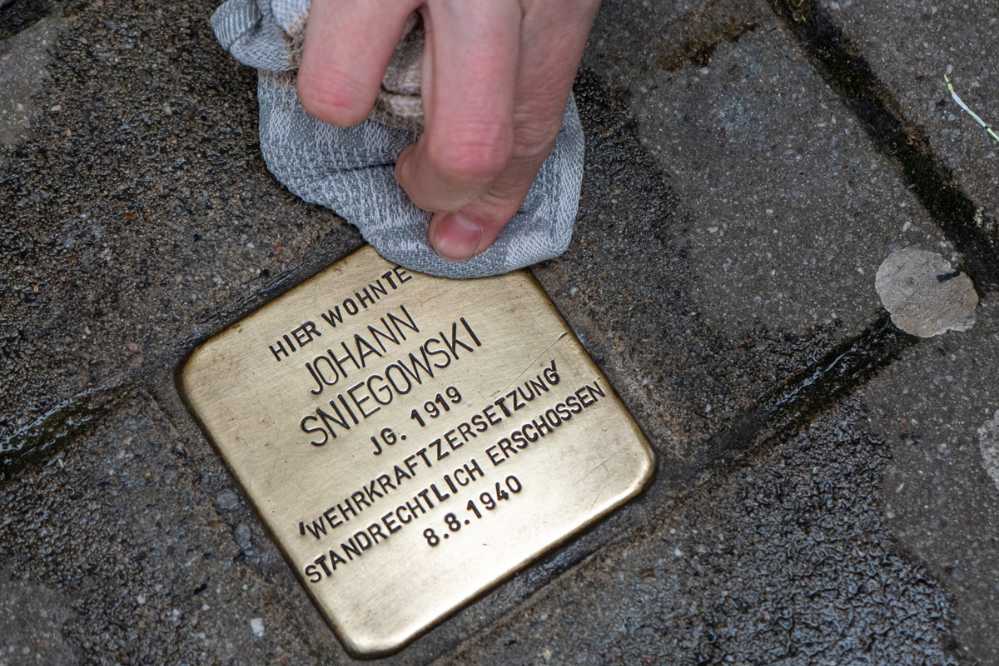 HIER WOHNTE
JOHANN
SNIEGOWSKI
JG. 1919
'WEHRKRAFTZERSETZUNG'
STANDRECHTLICH ERSCHOSSEN
8.8.1940